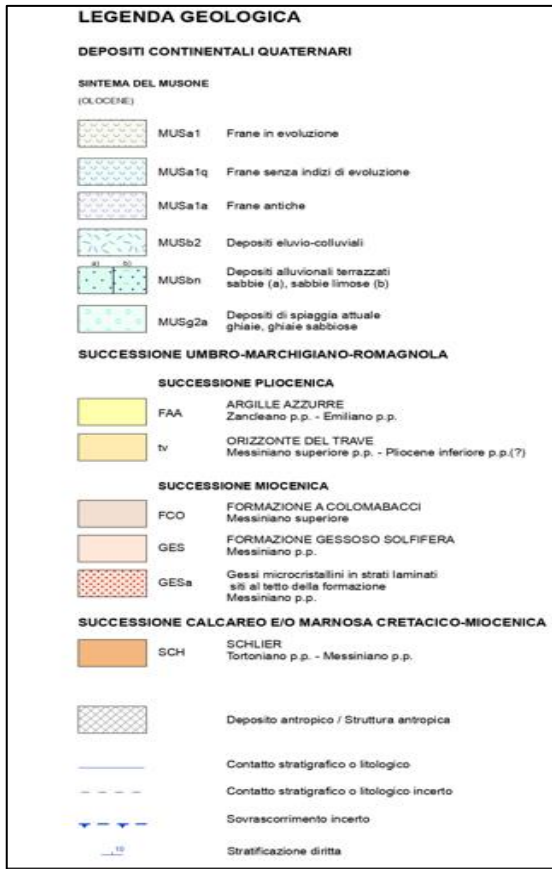 LEGENDA GEOLOGICA
DEPOSITI CONTINENTALI QUATERNARI
SINTEMA DEL MUSONE
(OLOCENE)
MUSa1 Frane in evoluzione
MUSa1q Frane senza indizi di evoluzione
MUSa1a Frane antiche
MUSb2 Depositi eluvio-colluviali
a) b)
MUSbn Depositi alluvionali terrazzati
sabbie (a), sabbie limose (b)
MUSg2a Depositi di spiaggia attuale
ghiaie, ghiaie sabbiose
SUCCESSIONE UMBRO-MARCHIGIANO-ROMAGNOLA
SUCCESSIONE PLIOCENICA
FAA ARGILLE AZZURRE
Zancleano p.p. - Emiliano p.p.
tv ORIZZONTE DEL TRAVE
Messiniano superiore p.p. - Pliocene inferiore p.p.(?)
SUCCESSIONE MIOCENICA
FCO FORMAZIONE A COLOMABACCI
Messiniano superiore
GES FORMAZIONE GESSOSO SOLFIFERA
Messiniano p.p.
GESa Gessi microcristallini in strati laminati
siti al tetto della formazione
Messiniano p.p.
SUCCESSIONE CALCAREO E/O MARNOSA CRETACICO-MIOCENICA
SCH SCHLIER
Tortoniano p.p. - Messiniano p.p.
Deposito antropico / Struttura antropica
Contatto stratigrafico o litologico
Contatto stratigrafico o litologico incerto
Sovrascorrimento incerto
10 Stratificazione diritta